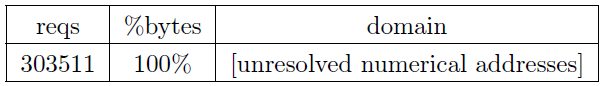 reqs %bytes domain
303511 100% [unresolved numerical addresses]